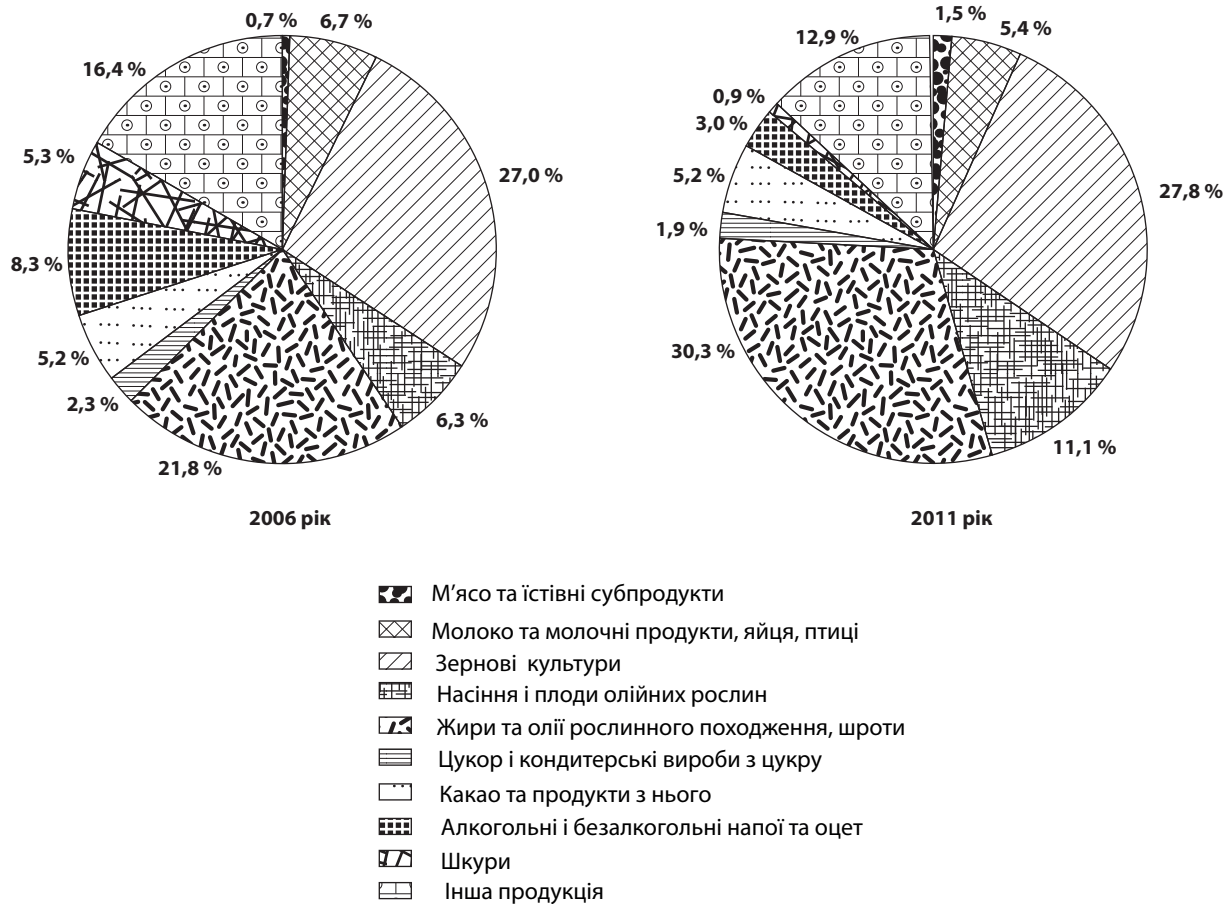 0,7 %
6,7 %
27,0 %
6,3 %
21,8 %
2,3 %
5,2 %
8,3 %
5,3 %
16,4 %
2006 рік
1,5 %
5,4 %
27,8 %
11,1 %
30,3 %
1,9 %
5,2 %
3,0 %
0,9 %
12,9 %
2011 рік
М’ясо та їстівні субпродукти
Молоко та молочні продукти, яйця, птиці
Зернові культури
Насіння і плоди олійних рослин
Жири та олії рослинного походження, шроти
Цукор і кондитерські вироби з цукру
Какао та продукти з нього
Алкогольні і безалкогольні напої та оцет
Шкури
Інша продукція